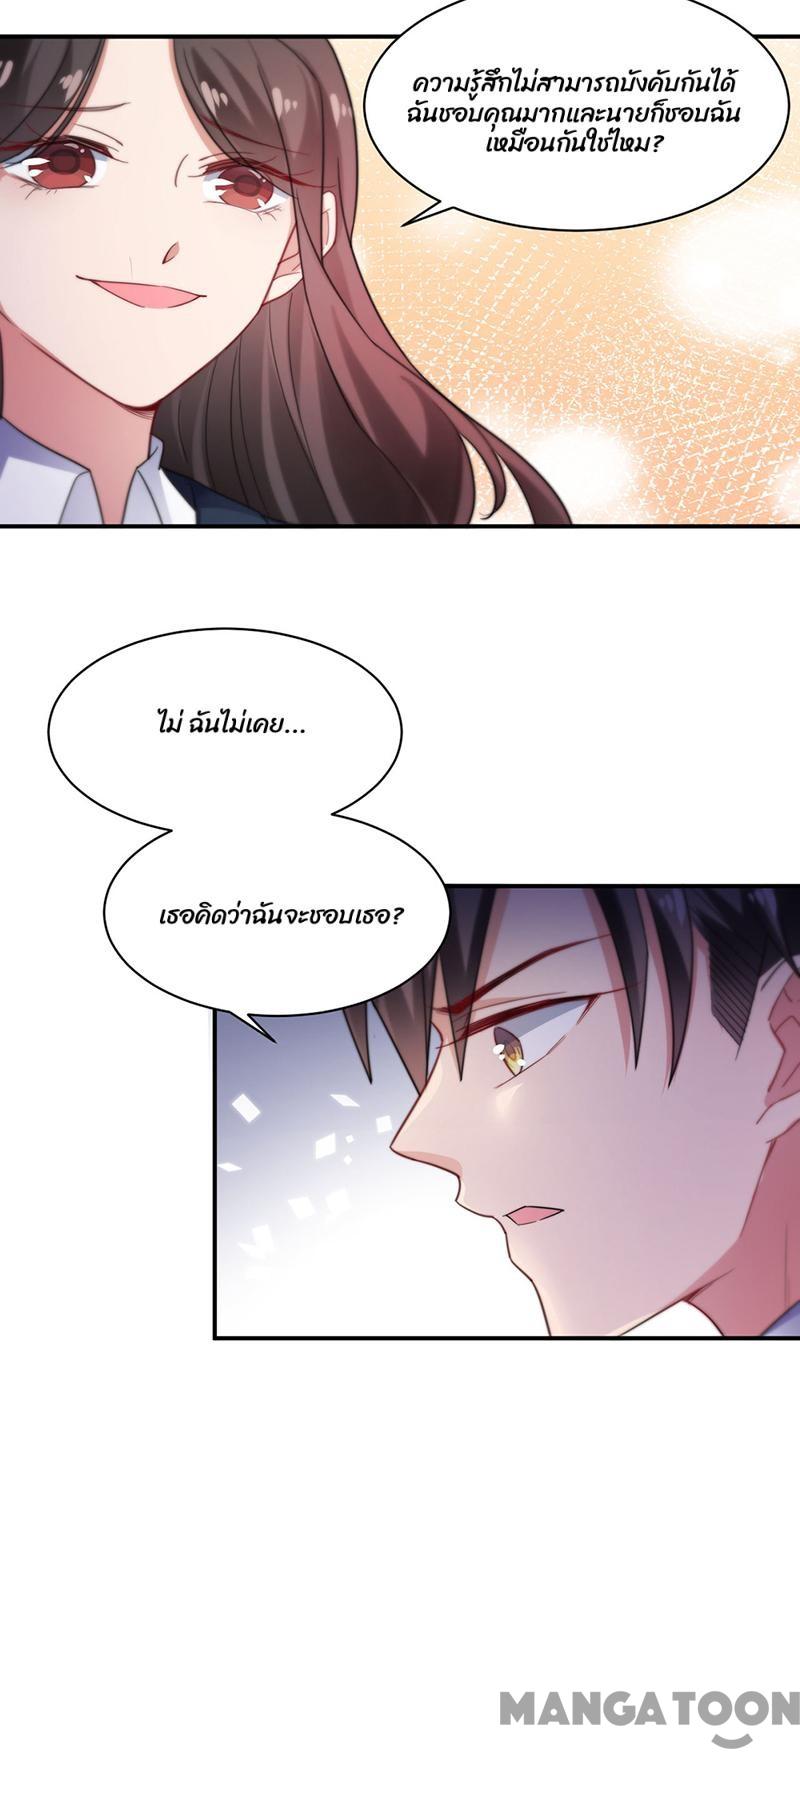 ความรู้สึกไม่สามารถบังคับกันได้
ฉันชอบคุณมากและนายก็ชอบฉัน
เหมือนกันใช่ไหม?
ไม่ ฉันไม่เคย...
เธอคิดว่าฉันจะชอบเธอ?
MANGA TOON